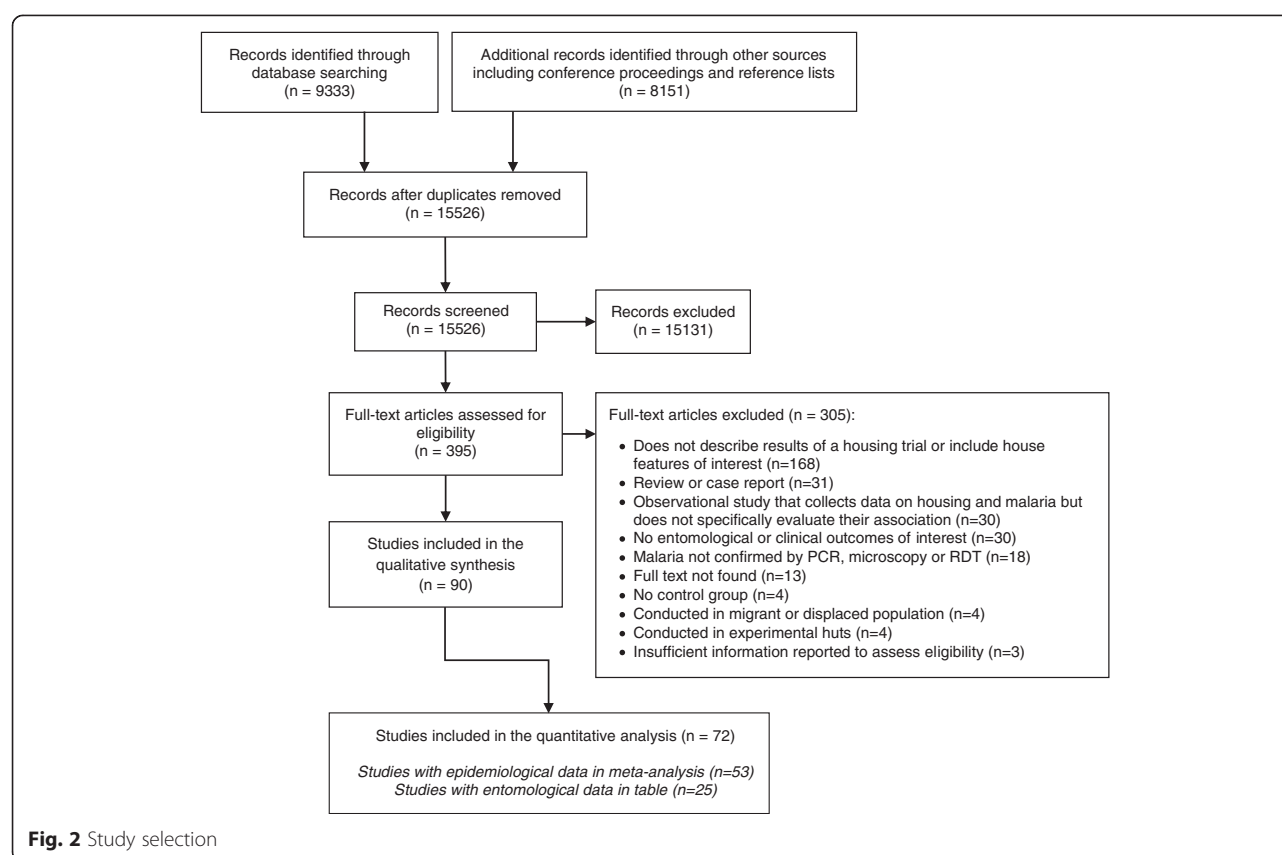 Records identified through
database searching
(n = 9333)
Additional records identified through other sources
including conference proceedings and reference lists
(n = 8151)
Records after duplicates removed
(n = 15526)
Records screened
(n = 15526)
Records excluded
(n = 15131)
Full-text articles assessed for
eligibility
(n = 395)
Full-text articles excluded (n = 305):
• Does not describe results of a housing trial or include house
features of interest (n=168)
• Review or case report (n=31)
• Observational study that collects data on housing and malaria but
does not specifically evaluate their association (n=30)
• No entomological or clinical outcomes of interest (n=30)
• Malaria not confirmed by PCR, microscopy or RDT (n=18)
• Full text not found (n=13)
• No control group (n=4)
• Conducted in migrant or displaced population (n=4)
• Conducted in experimental huts (n=4)
• Insufficient information reported to assess eligibility (n=3)
Studies included in the
qualitative synthesis
(n = 90)
Studies included in the quantitative analysis (n = 72)
Studies with epidemiological data in meta-analysis (n=53)
Studies with entomological data in table (n=25)
Fig. 2 Study selection